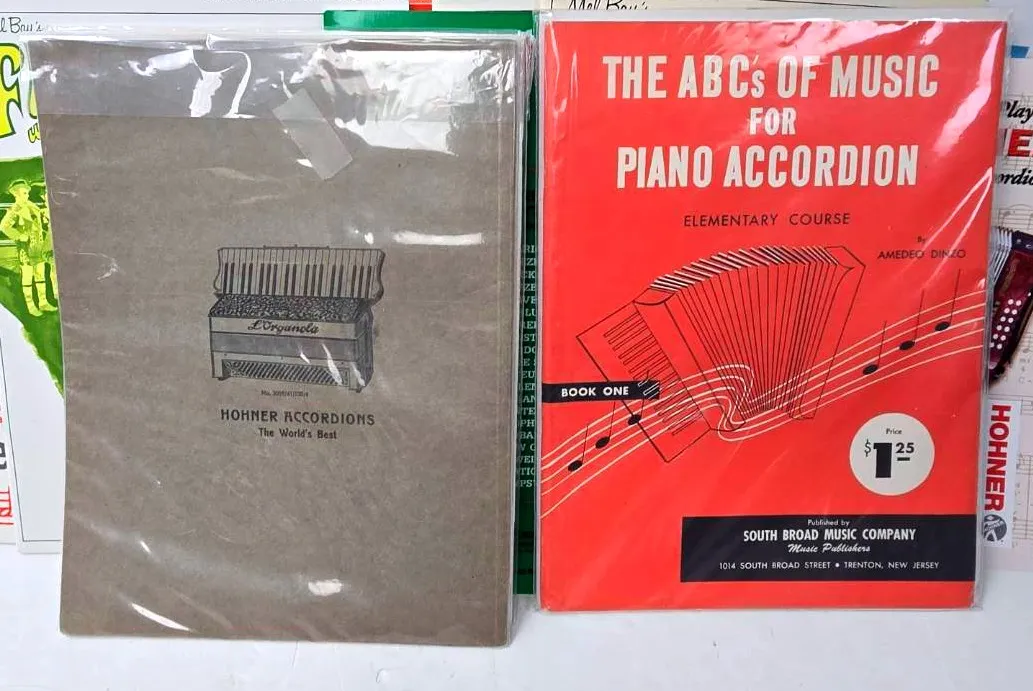 L'Organola
HOHNER ACCORDIONS
The World's Best
THE ABC's OF MUSIC
FOR
PIANO ACCORDION
ELEMENTARY COURSE
By
AMEDEO DINZO
BOOK ONE
Price
$1 25
Published by
SOUTH BROAD MUSIC COMPANY
Music Publishers
1014 SOUTH BROAD STREET • TRENTON, NEW JERSEY
Mel Bay's
HOHNER